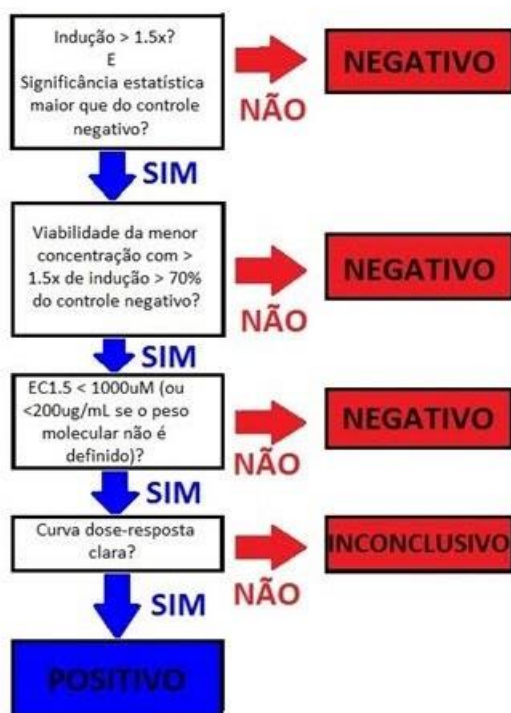 Indução > 1.5x?
E
Significância estatística
maior que do controle
negativo?
NÃO
NEGATIVO
SIM
Viabilidade da menor
concentração com >
1.5x de indução > 70%
do controle negativo?
NÃO
NEGATIVO
SIM
EC1.5 < 1000uM (ou
<200ug/mL se o peso
molecular não é
definido)?
NÃO
NEGATIVO
SIM
Curva dose-resposta
clara?
NÃO
INCONCLUSIVO
SIM
POSITIVO